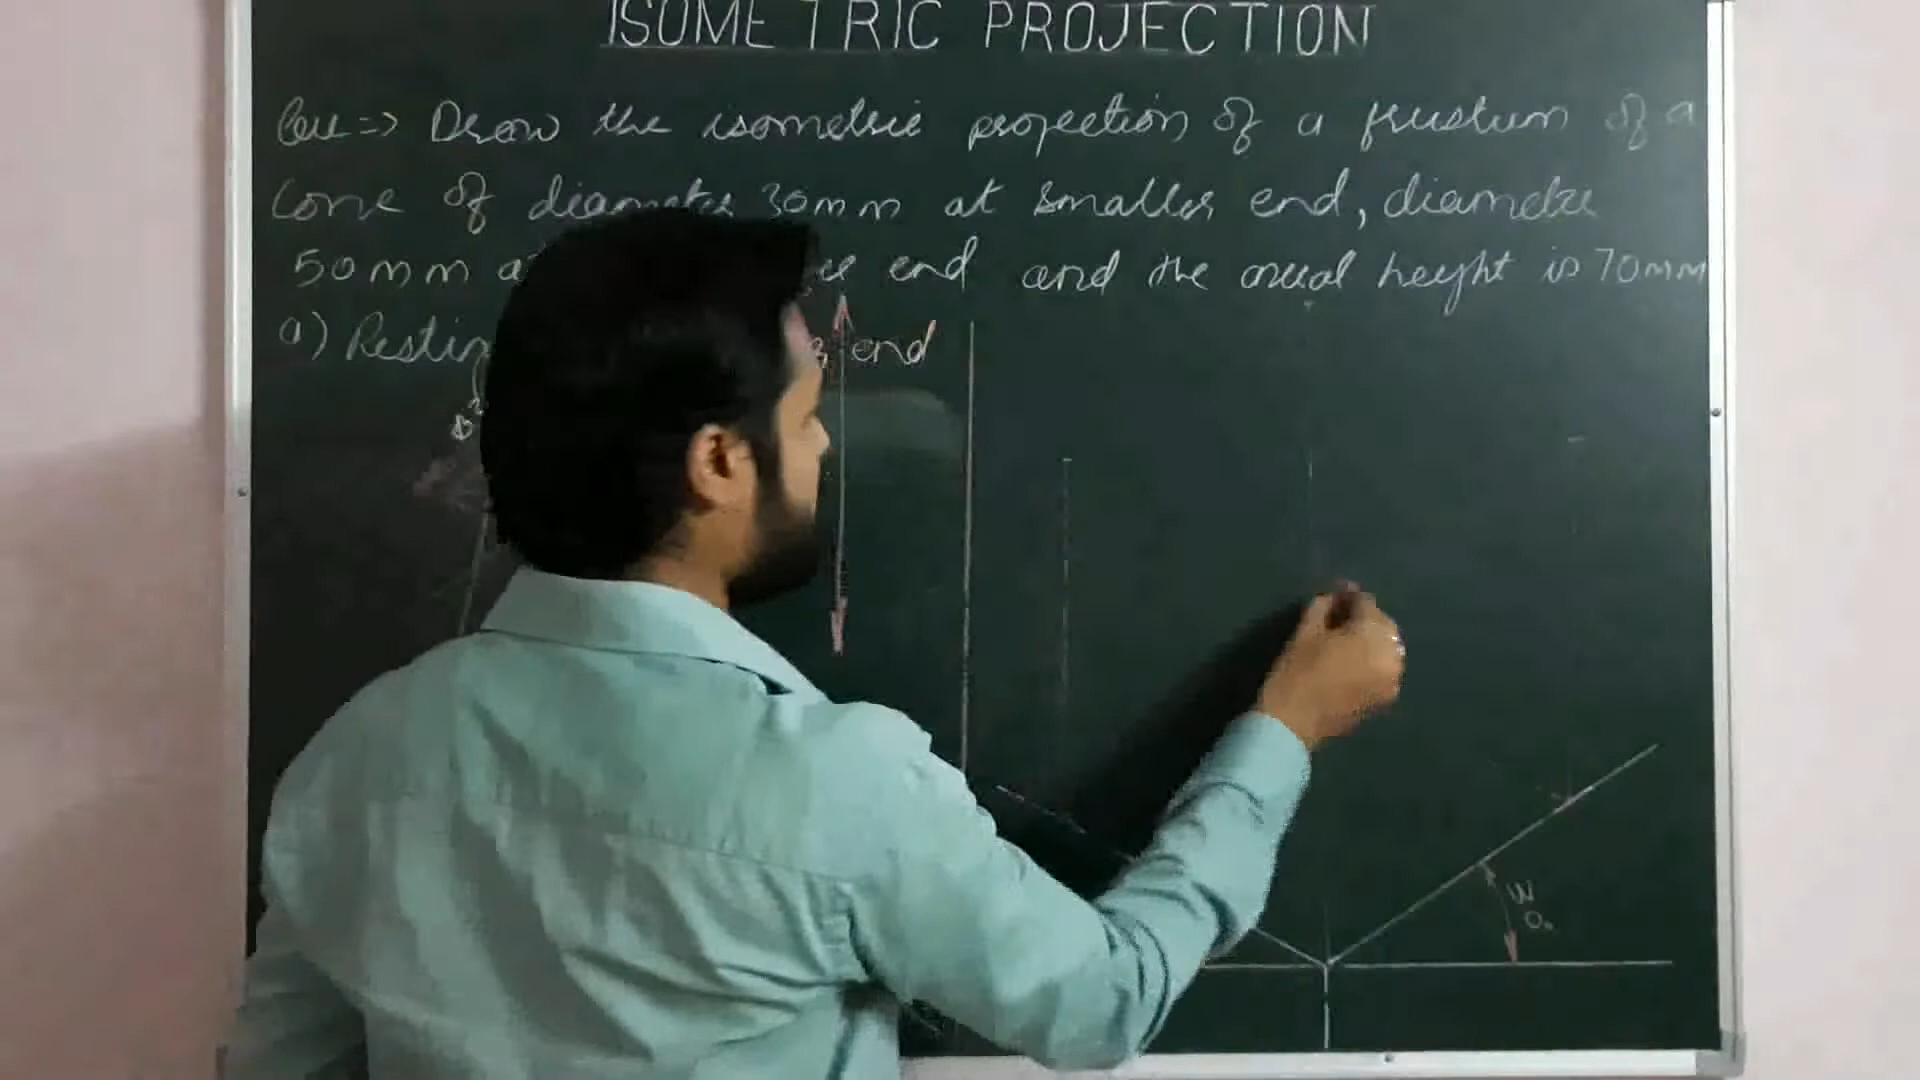 ISOMETRIC PROJECTION
Que => Draw the isometric projection of a frustum of a
cone of diameter 30mm at smaller end, diameter
50mm end and the axial height is 70mm
a) end
30